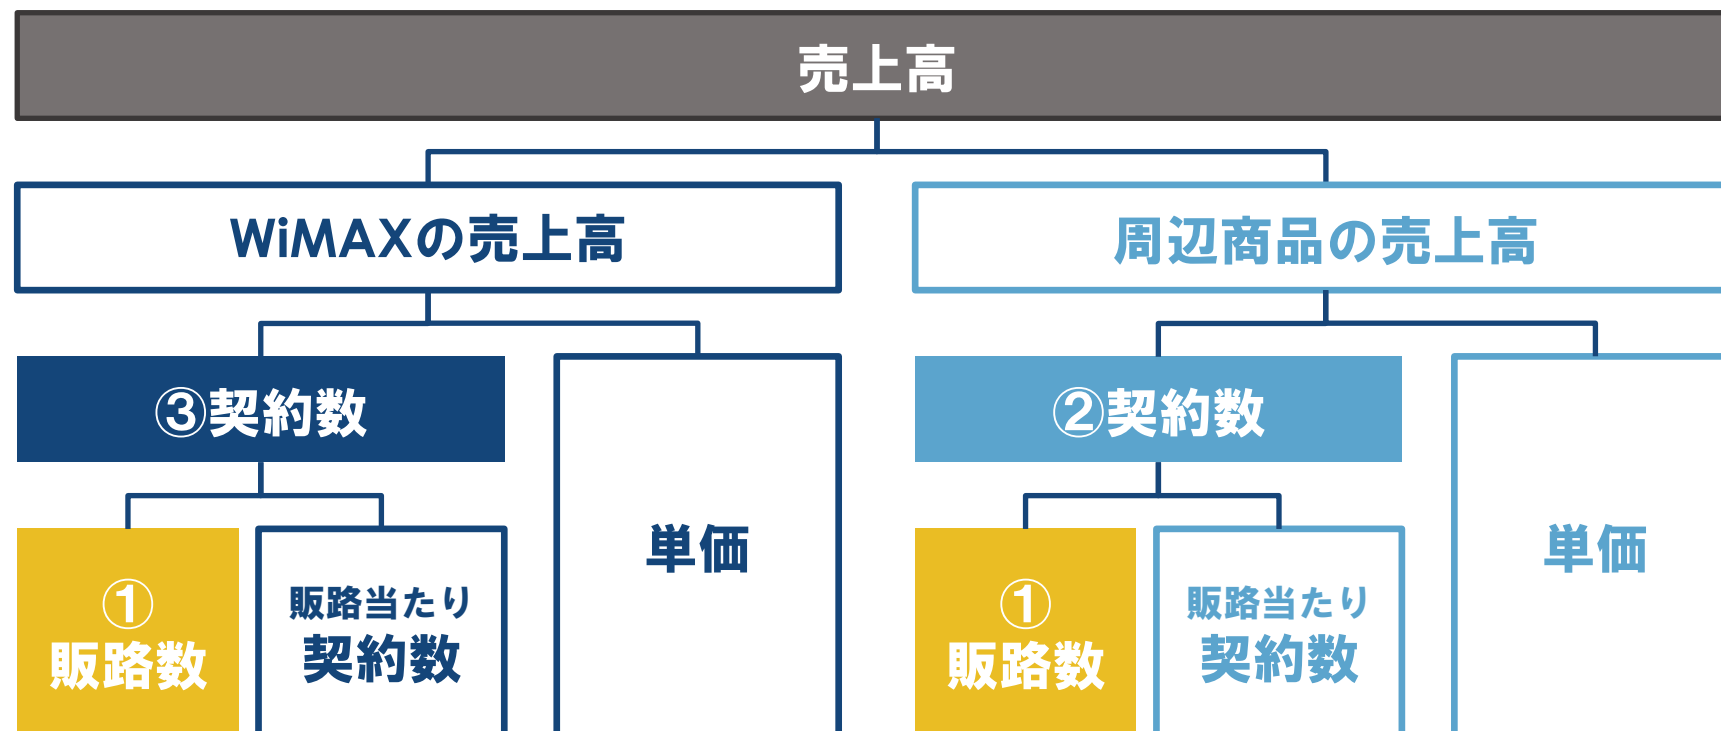 売上高
WiMAXの売上高
周辺商品の売上高
③契約数
②契約数
①
販路数
販路当たり
契約数
単価
①
販路数
販路当たり
契約数
単価